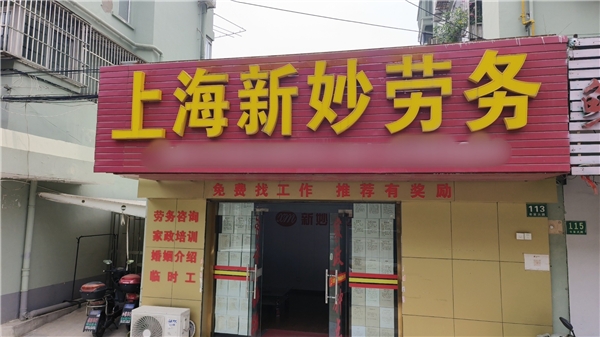 上海新妙劳务
免费找工作 推荐有奖励
劳务咨询
家政培训
婚姻介绍
临时工
113
115